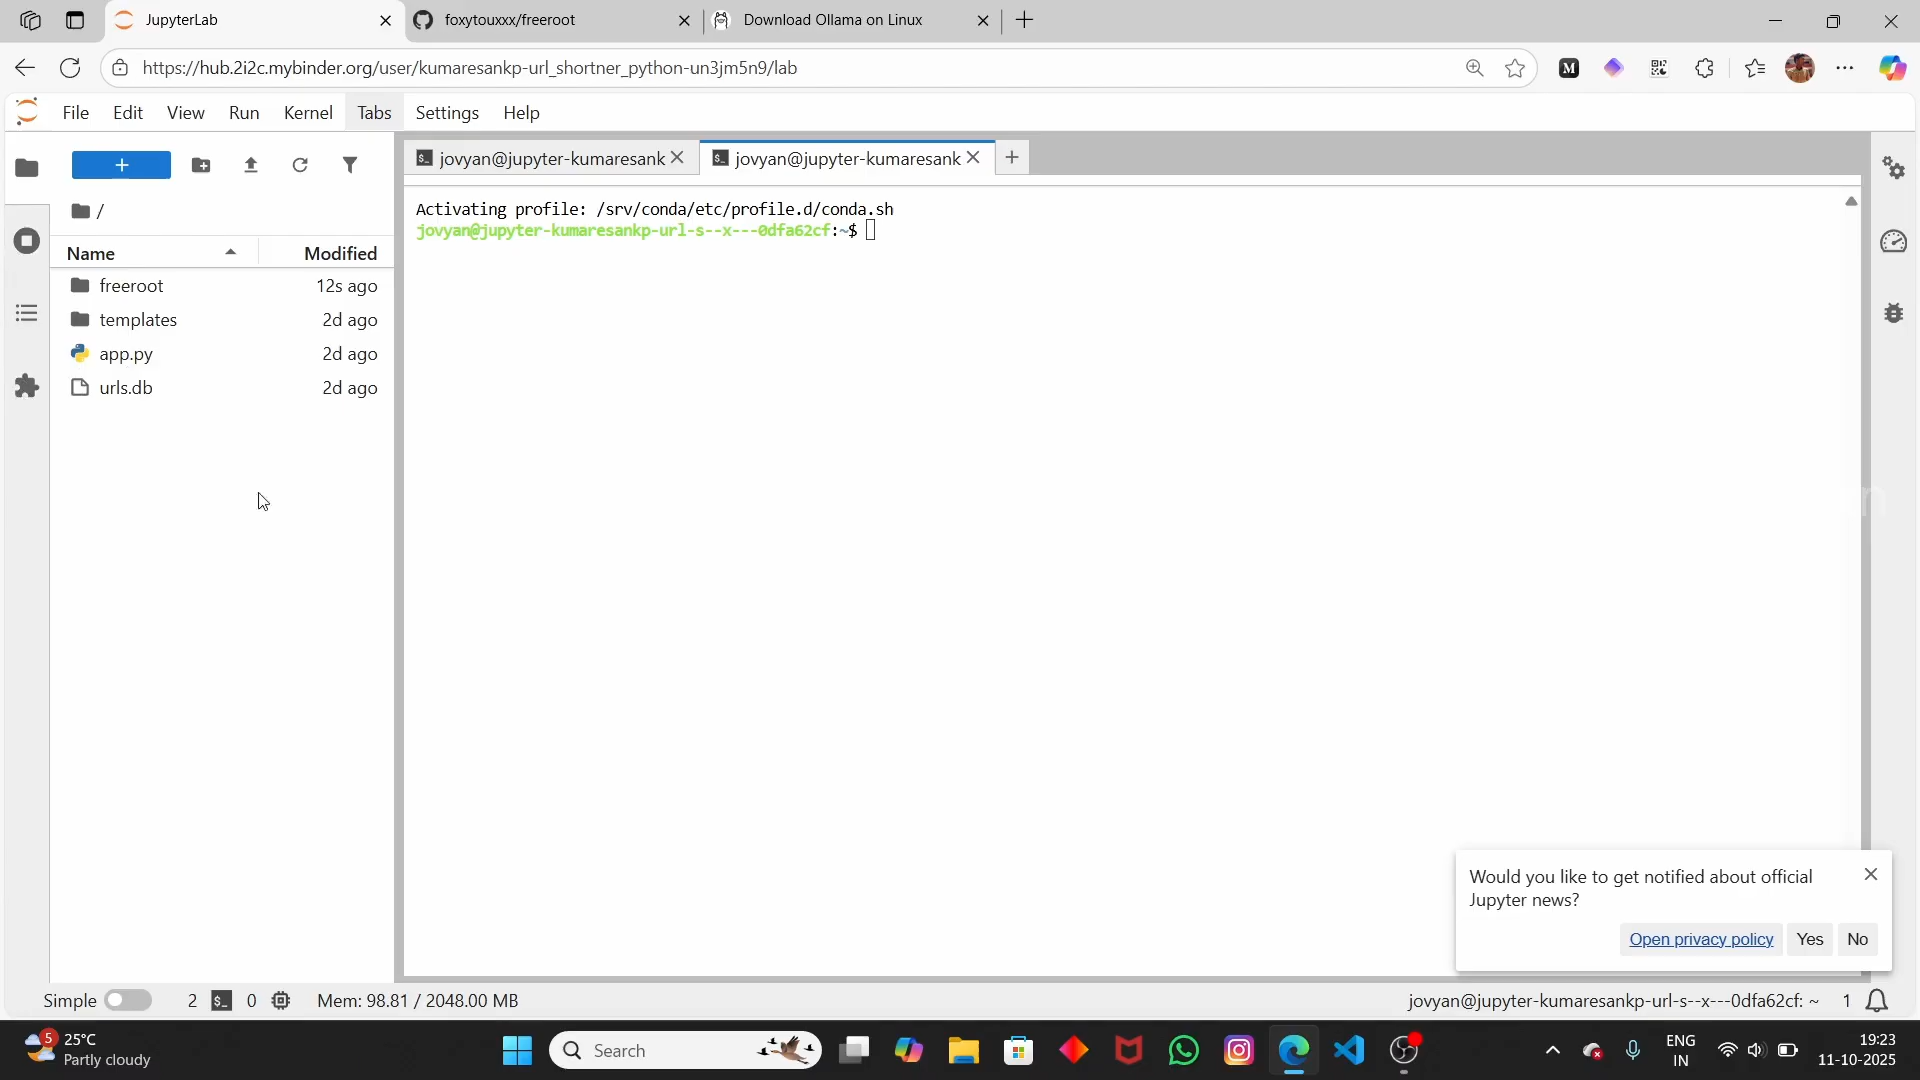 JupyterLab
foxytouxxx/freeroot
Download Ollama on Linux
https://hub.2i2c.mybinder.org/user/kumaresankp-url_shortner_python-un3jm5n9/lab
File Edit View Run Kernel Tabs Settings Help
jovyan@jupyter-kumaresank
jovyan@jupyter-kumaresank
/
Name Modified
freeroot 12s ago
templates 2d ago
app.py 2d ago
urls.db 2d ago
Activating profile: /srv/conda/etc/profile.d/conda.sh
jovyan@jupyter-kumaresankp-url-s--x---0dfa62cf:~$
Would you like to get notified about official
Jupyter news?
Open privacy policy Yes No
Simple 2 0 Mem: 98.81 / 2048.00 MB
jovyan@jupyter-kumaresankp-url-s--x---0dfa62cf: ~ 1
5
25°C
Partly cloudy
Search
ENG
IN
19:23
11-10-2025